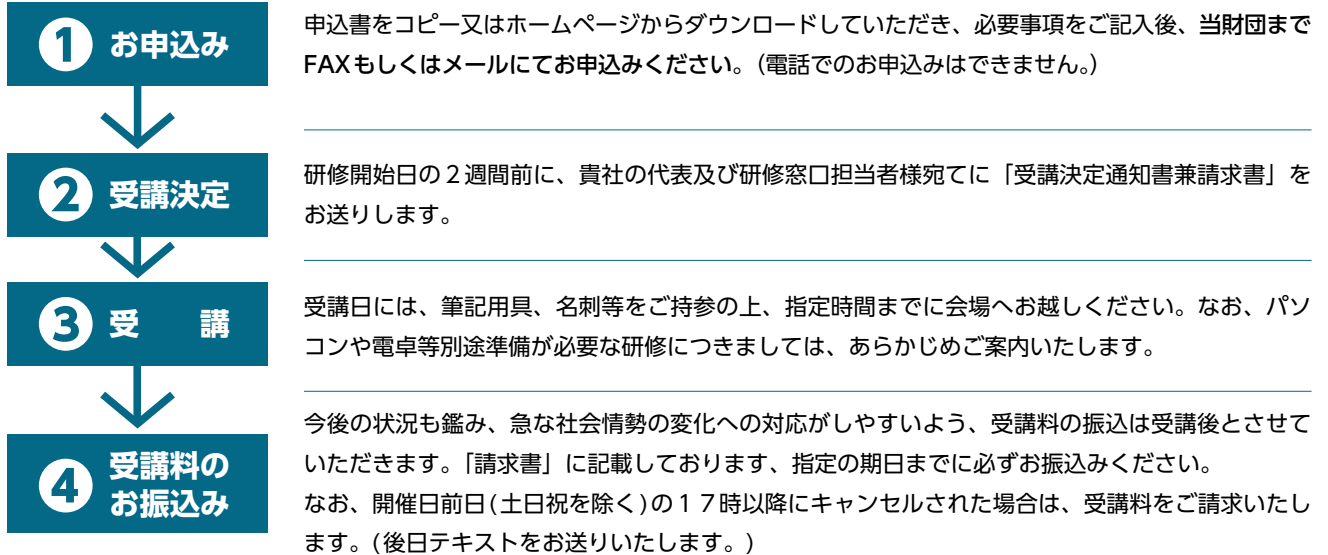 1 お申込み
申込書をコピー又はホームページからダウンロードしていただき、必要事項をご記入後、当財団まで
FAXもしくはメールにてお申込みください。（電話でのお申込みはできません。）
2 受講決定
研修開始日の２週間前に、貴社の代表及び研修窓口担当者様宛てに「受講決定通知書兼請求書」を
お送りします。
3 受　講
受講日には、筆記用具、名刺等をご持参の上、指定時間までに会場へお越しください。なお、パソ
コンや電卓等別途準備が必要な研修につきましては、あらかじめご案内いたします。
4 受講料の
お振込み
今後の状況も鑑み、急な社会情勢の変化への対応がしやすいよう、受講料の振込は受講後とさせて
いただきます。「請求書」に記載しております、指定の期日までに必ずお振込みください。
なお、開催日前日(土日祝を除く)の１７時以降にキャンセルされた場合は、受講料をご請求いたし
ます。(後日テキストをお送りいたします。)